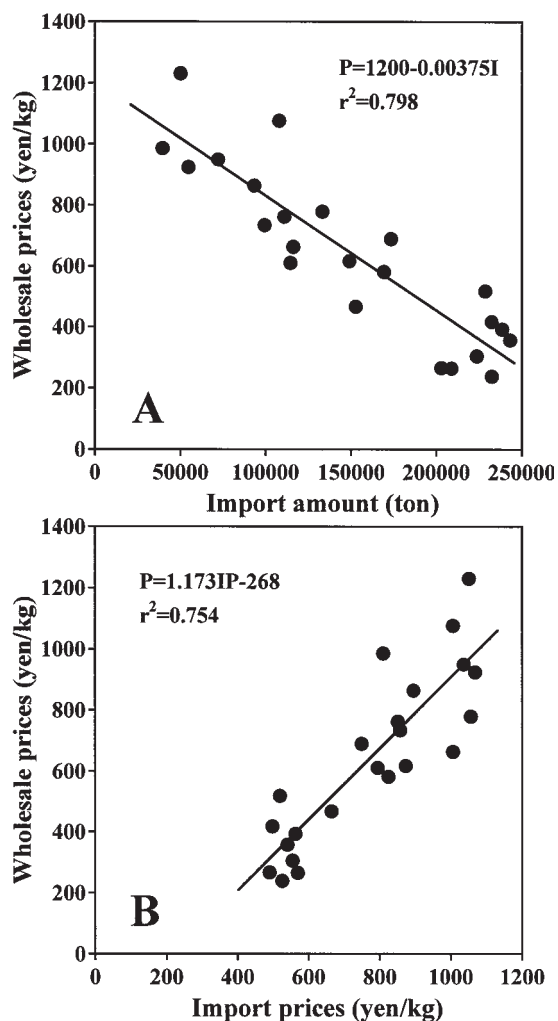 1400
1200
1000
800
600
400
200
0
Wholesale prices (yen/kg)
P=1200-0.00375I
r²=0.798
A
0 50000 100000 150000 200000 250000
Import amount (ton)
1400
1200
1000
800
600
400
200
0
Wholesale prices (yen/kg)
P=1.173IP-268
r²=0.754
B
0 200 400 600 800 1000 1200
Import prices (yen/kg)